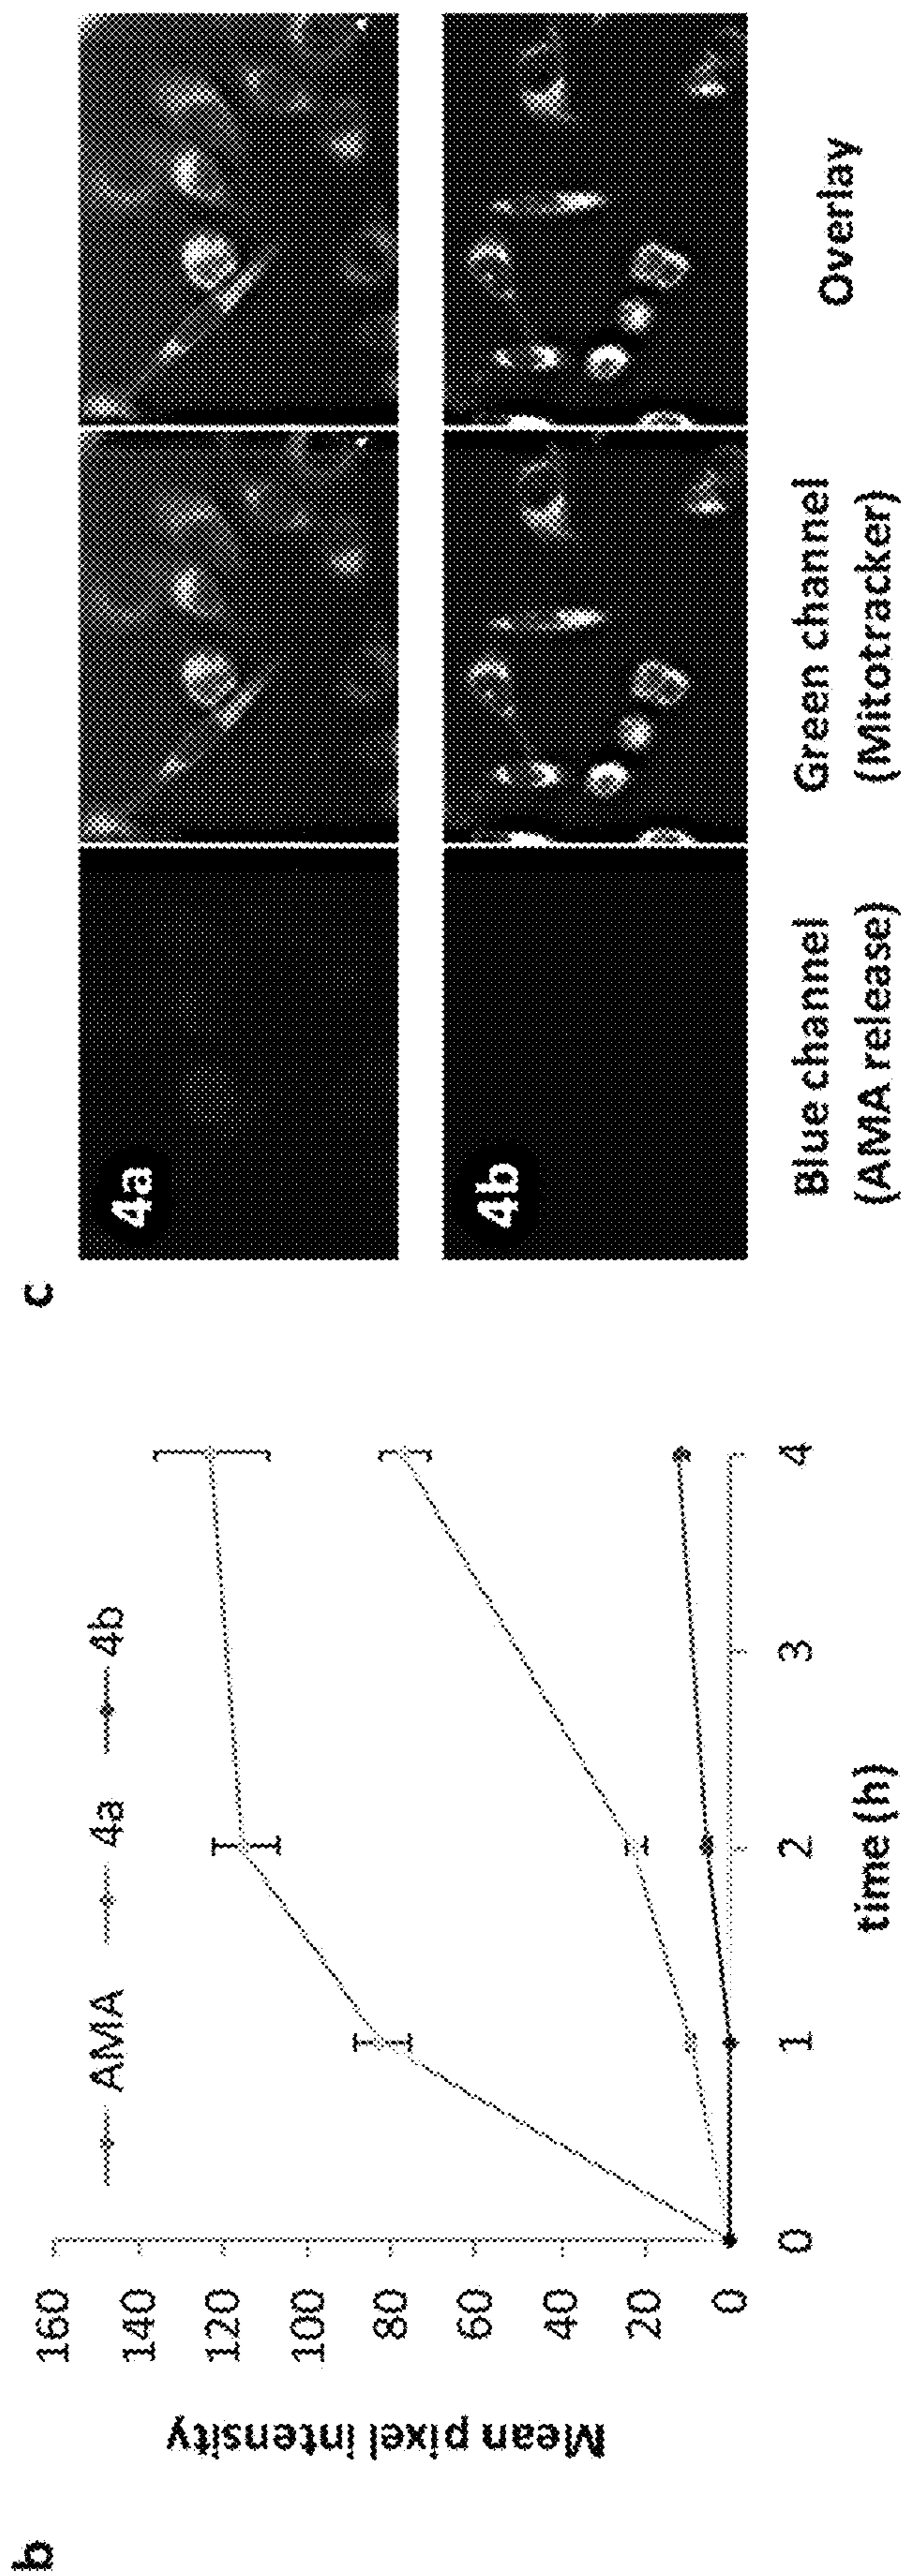 b
Mean pixel intensity
160
140
120
100
80
60
40
20
0
AMA 4a 4b
0 1 2 3 4
time (h)
c
4a
4b
Blue channel
(AMA release)
Green channel
(Mitotracker)
Overlay